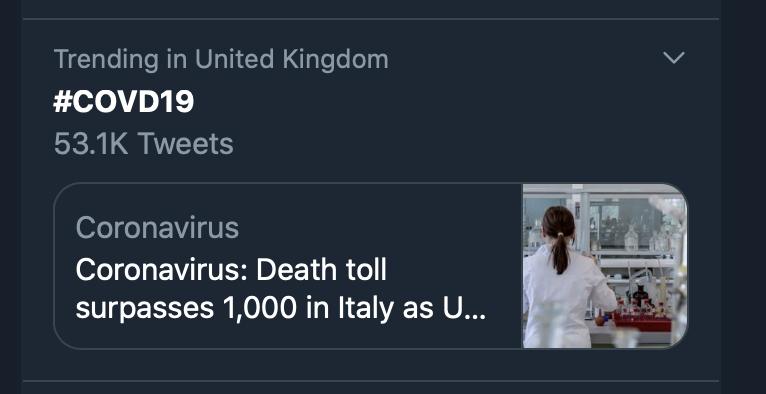 Trending in United Kingdom
#COVD19
53.1K Tweets
Coronavirus
Coronavirus: Death toll
surpasses 1,000 in Italy as U...